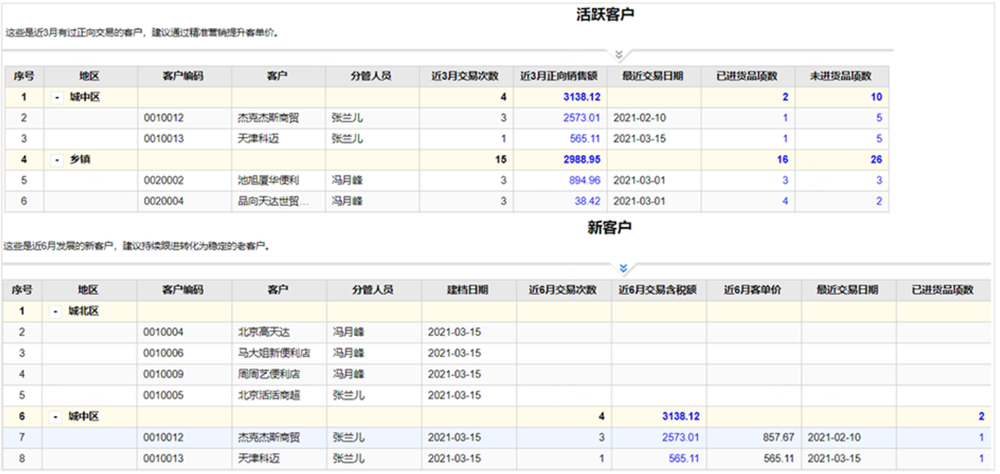 活跃客户
这些是近3月有过正向交易的客户，建议通过精准营销提升客单价。
序号 地区 客户编码 客户 分管人员 近3月交易次数 近3月正向销售额 最近交易日期 已进货品项数 未进货品项数
1 - 城中区 4 3138.12 2 10
2 0010012 杰克杰斯商贸 张兰儿 3 2573.01 2021-02-10 1 5
3 0010013 天津科迈 张兰儿 1 565.11 2021-03-15 1 5
4 - 乡镇 15 2988.95 16 26
5 0020002 池旭厦华便利 冯月峰 3 894.96 2021-03-01 3 3
6 0020004 品向天达世贸... 冯月峰 3 38.42 2021-03-01 4 2
新客户
这些是近6月发展的新客户，建议持续跟进转化为稳定的老客户。
序号 地区 客户编码 客户 分管人员 建档日期 近6月交易次数 近6月交易含税额 近6月客单价 最近交易日期 已进货品项数
1 - 城北区
2 0010004 北京高天达 冯月峰 2021-03-15
3 0010006 马大姐新便利店 冯月峰 2021-03-15
4 0010009 周周艺便利店 冯月峰 2021-03-15
5 0010005 北京活活商超 张兰儿 2021-03-15
6 - 城中区 4 3138.12 2
7 0010012 杰克杰斯商贸 张兰儿 2021-03-15 3 2573.01 857.67 2021-02-10 1
8 0010013 天津科迈 张兰儿 2021-03-15 1 565.11 565.11 2021-03-15 1